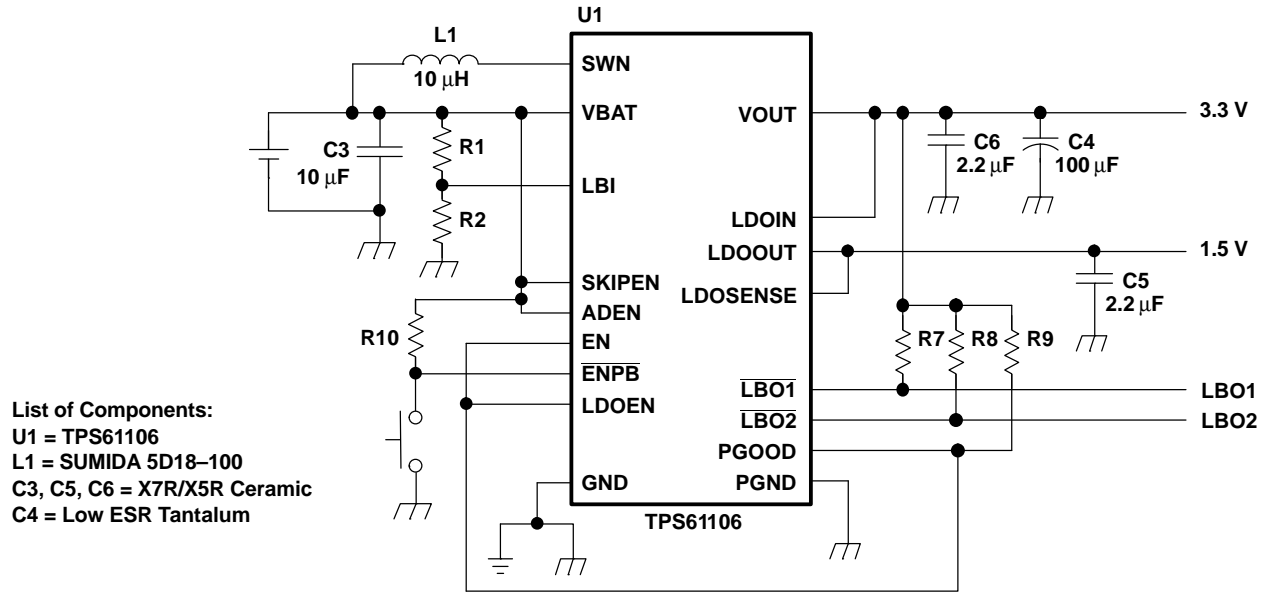 U1
L1
10 μH
SWN
VBAT
VOUT
3.3 V
C3
10 μF
R1
C6
2.2 μF
C4
100 μF
LBI
R2
LDOIN
LDOOUT
1.5 V
SKIPEN
LDOSENSE
C5
2.2 μF
ADEN
R10
EN
R7
R8
R9
ENPB
LBO1
LBO1
LDOEN
LBO2
LBO2
PGOOD
GND
PGND
TPS61106
List of Components:
U1 = TPS61106
L1 = SUMIDA 5D18–100
C3, C5, C6 = X7R/X5R Ceramic
C4 = Low ESR Tantalum